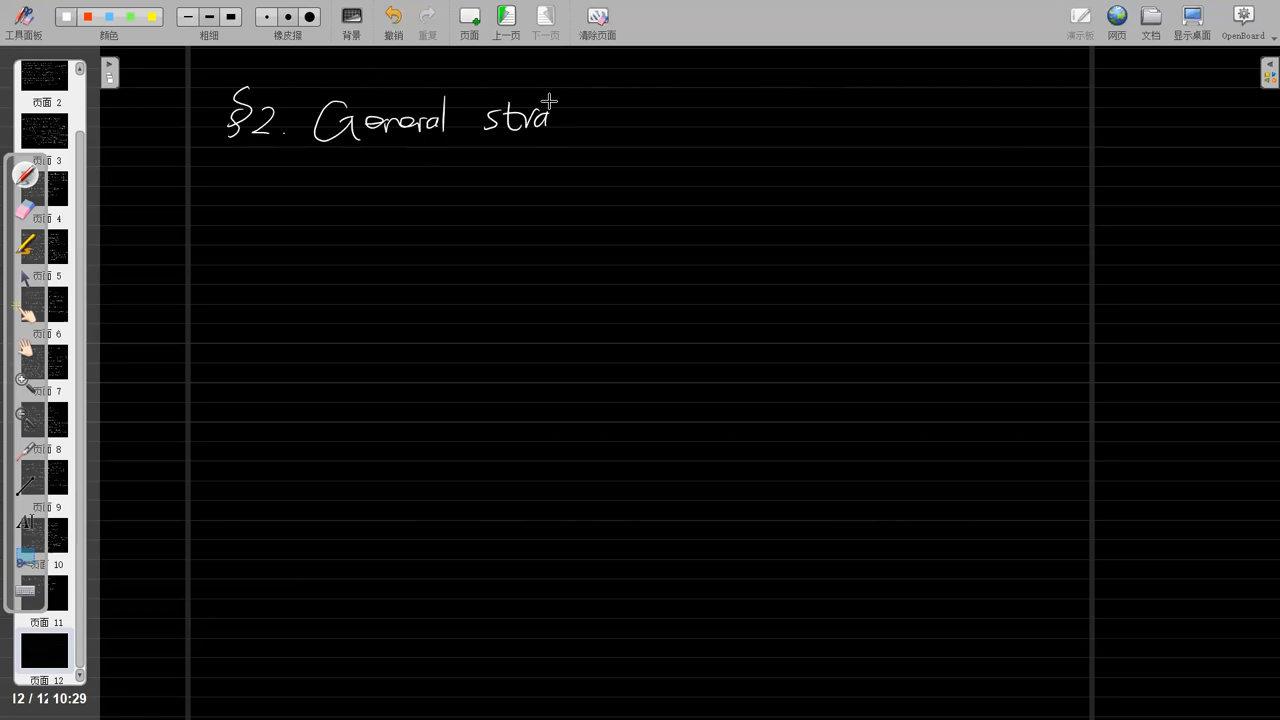 工具面板
颜色
粗细
橡皮擦
背景
撤销
重复
页面
上一页
下一页
清除页面
演示板
网页
文档
显示桌面
OpenBoard
§2. General stra
页面 2
页面 3
页面 4
页面 5
页面 6
页面 7
页面 8
页面 9
页面 10
页面 11
页面 12
10:29